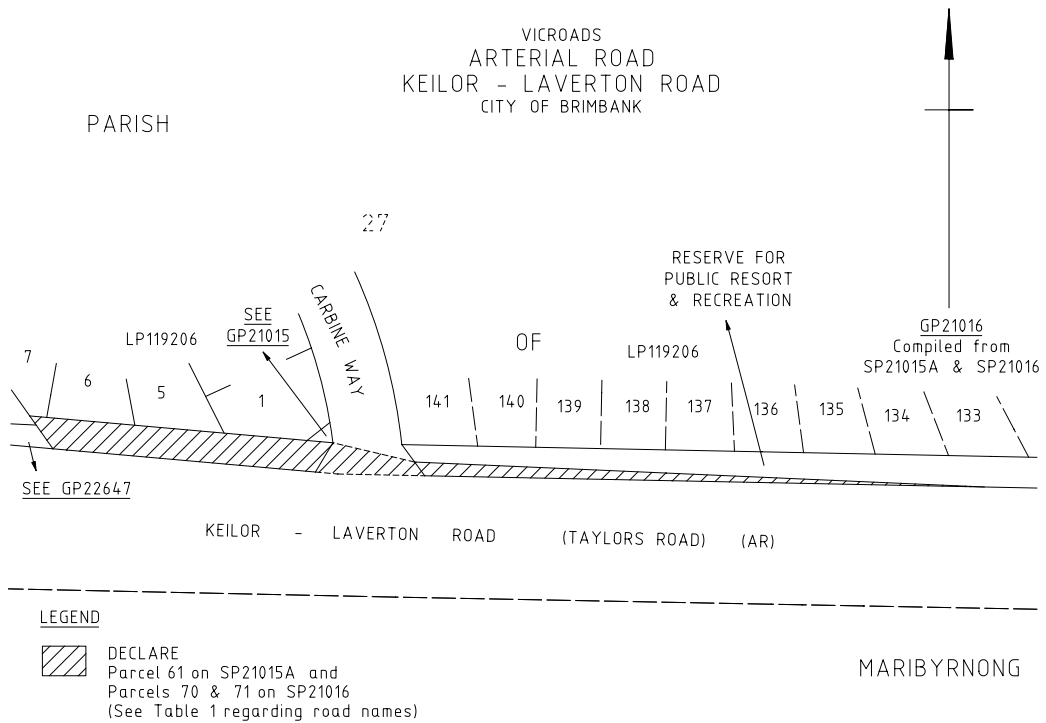 VICROADS
ARTERIAL ROAD
KEILOR - LAVERTON ROAD
CITY OF BRIMBANK
PARISH
27
RESERVE FOR
PUBLIC RESORT
& RECREATION
SEE
GP21015
CARBINE WAY
LP119206
OF
LP119206
GP21016
Compiled from
SP21015A & SP21016
7
6
5
1
141
140
139
138
137
136
135
134
133
SEE GP22647
KEILOR - LAVERTON ROAD (TAYLORS ROAD) (AR)
LEGEND
DECLARE
Parcel 61 on SP21015A and
Parcels 70 & 71 on SP21016
(See Table 1 regarding road names)
MARIBYRNONG